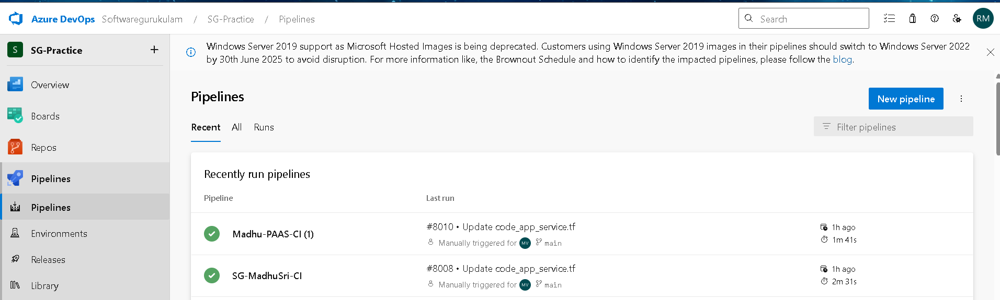 Azure DevOps Softwaregurukulam / SG-Practice / Pipelines Search RM
S SG-Practice +
Windows Server 2019 support as Microsoft Hosted Images is being deprecated. Customers using Windows Server 2019 images in their pipelines should switch to Windows Server 2022
by 30th June 2025 to avoid disruption. For more information like, the Brownout Schedule and how to identify the impacted pipelines, please follow the blog.
Overview
Boards
Repos
Pipelines
Pipelines
Environments
Releases
Library
Pipelines
New pipeline
Recent All Runs
Filter pipelines
Recently run pipelines
Pipeline Last run
Madhu-PAAS-CI (1)
#8010 • Update code_app_service.tf
Manually triggered for MV main
1h ago
1m 41s
SG-MadhuSri-CI
#8008 • Update code_app_service.tf
Manually triggered for MV main
1h ago
2m 31s